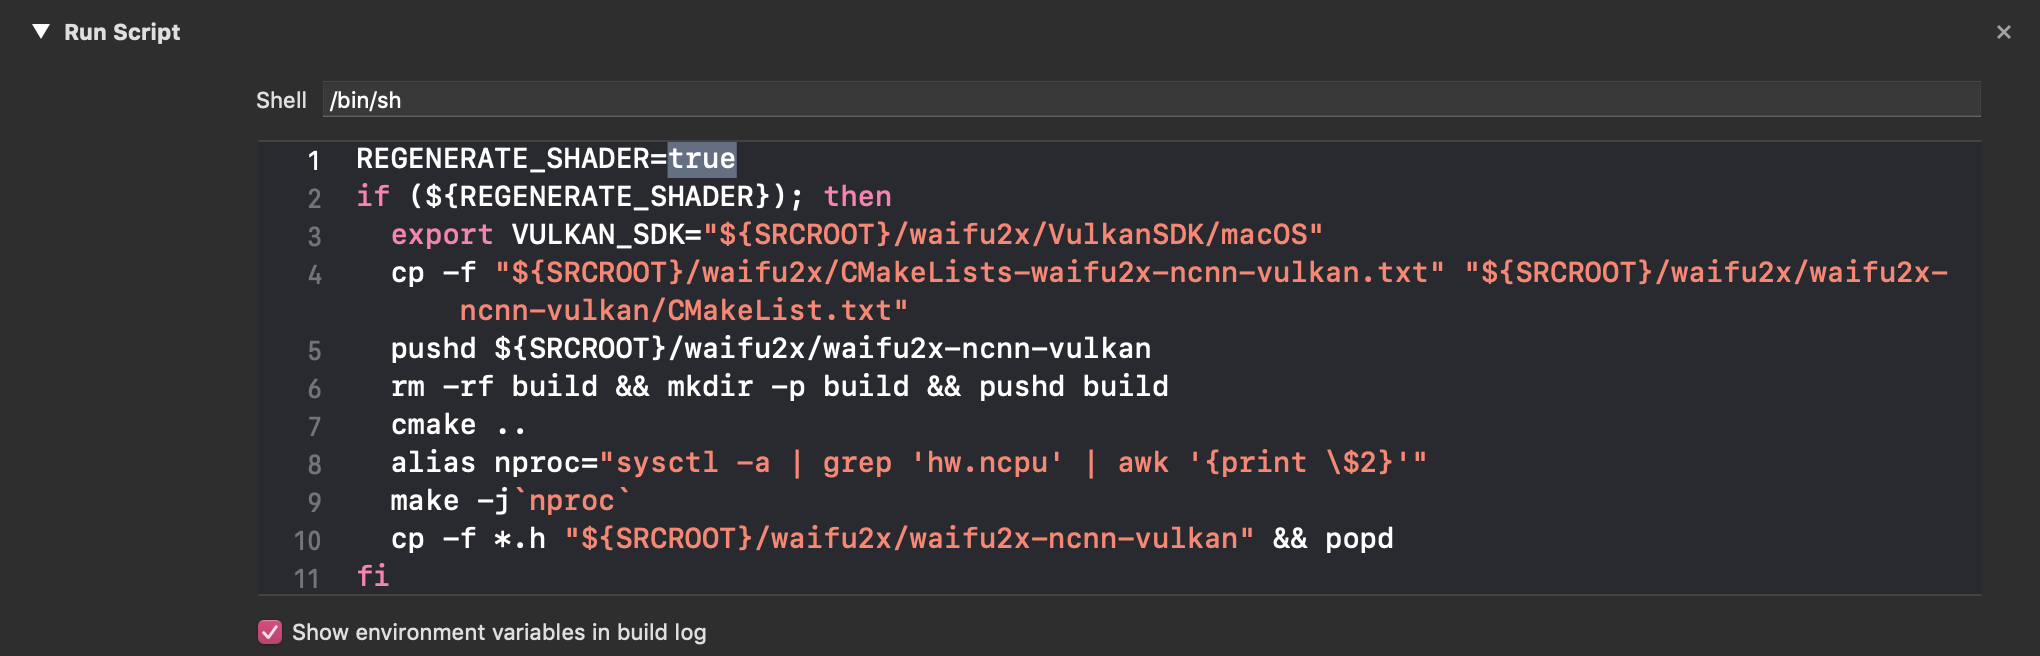 ▼ Run Script ×
Shell /bin/sh
1 REGENERATE_SHADER=true
2 if (${REGENERATE_SHADER}); then
3   export VULKAN_SDK="${SRCROOT}/waifu2x/VulkanSDK/macOS"
4   cp -f "${SRCROOT}/waifu2x/CMakeLists-waifu2x-ncnn-vulkan.txt" "${SRCROOT}/waifu2x/waifu2x-
ncnn-vulkan/CMakeList.txt"
5   pushd ${SRCROOT}/waifu2x/waifu2x-ncnn-vulkan
6   rm -rf build && mkdir -p build && pushd build
7   cmake ..
8   alias nproc="sysctl -a | grep 'hw.ncpu' | awk '{print \$2}'"
9   make -j`nproc`
10   cp -f *.h "${SRCROOT}/waifu2x/waifu2x-ncnn-vulkan" && popd
11 fi
Show environment variables in build log